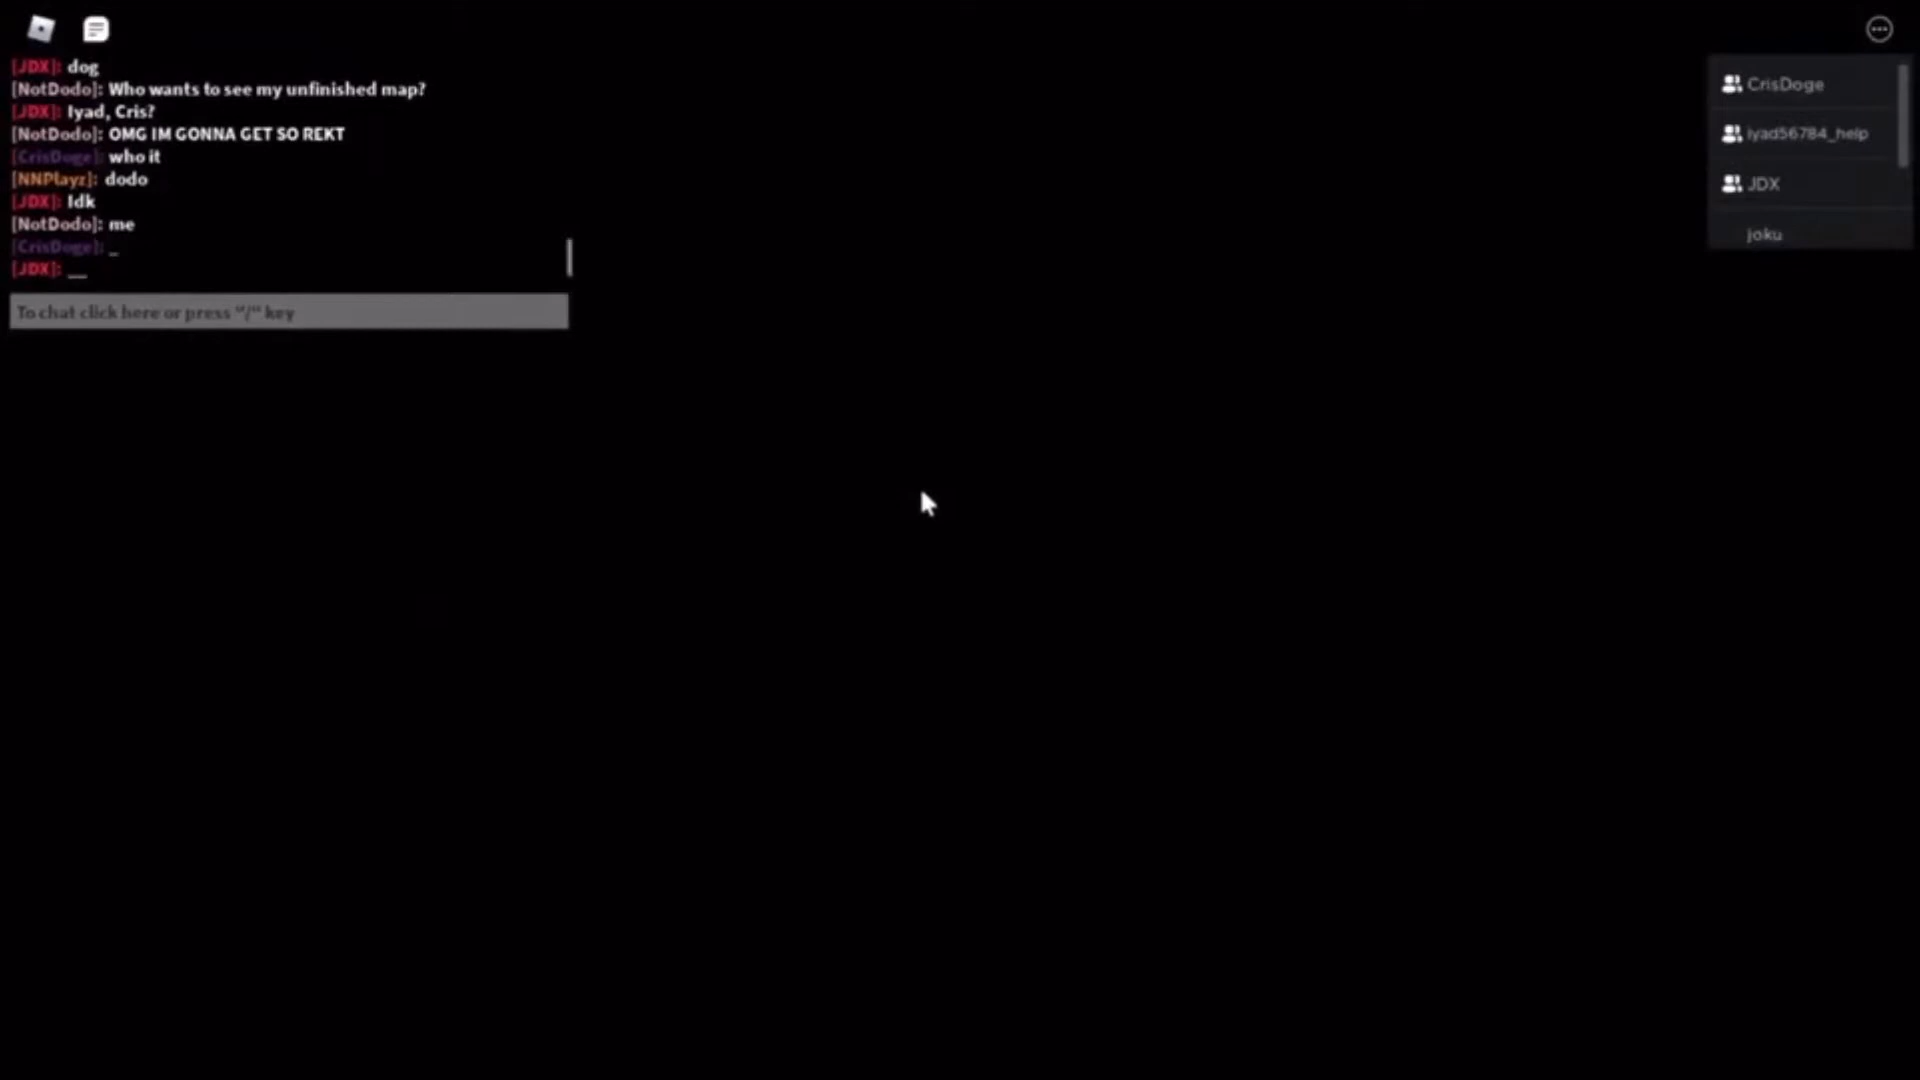 [JDX]: dog
[NotDodo]: Who wants to see my unfinished map?
[JDX]: Iyad, Cris?
[NotDodo]: OMG IM GONNA GET SO REKT
[CrisDoge]: who it
[NNPlayz]: dodo
[JDX]: Idk
[NotDodo]: me
[CrisDoge]: _
[JDX]: __
To chat click here or press "/" key
CrisDoge
iyad56784_help
JDX
joku